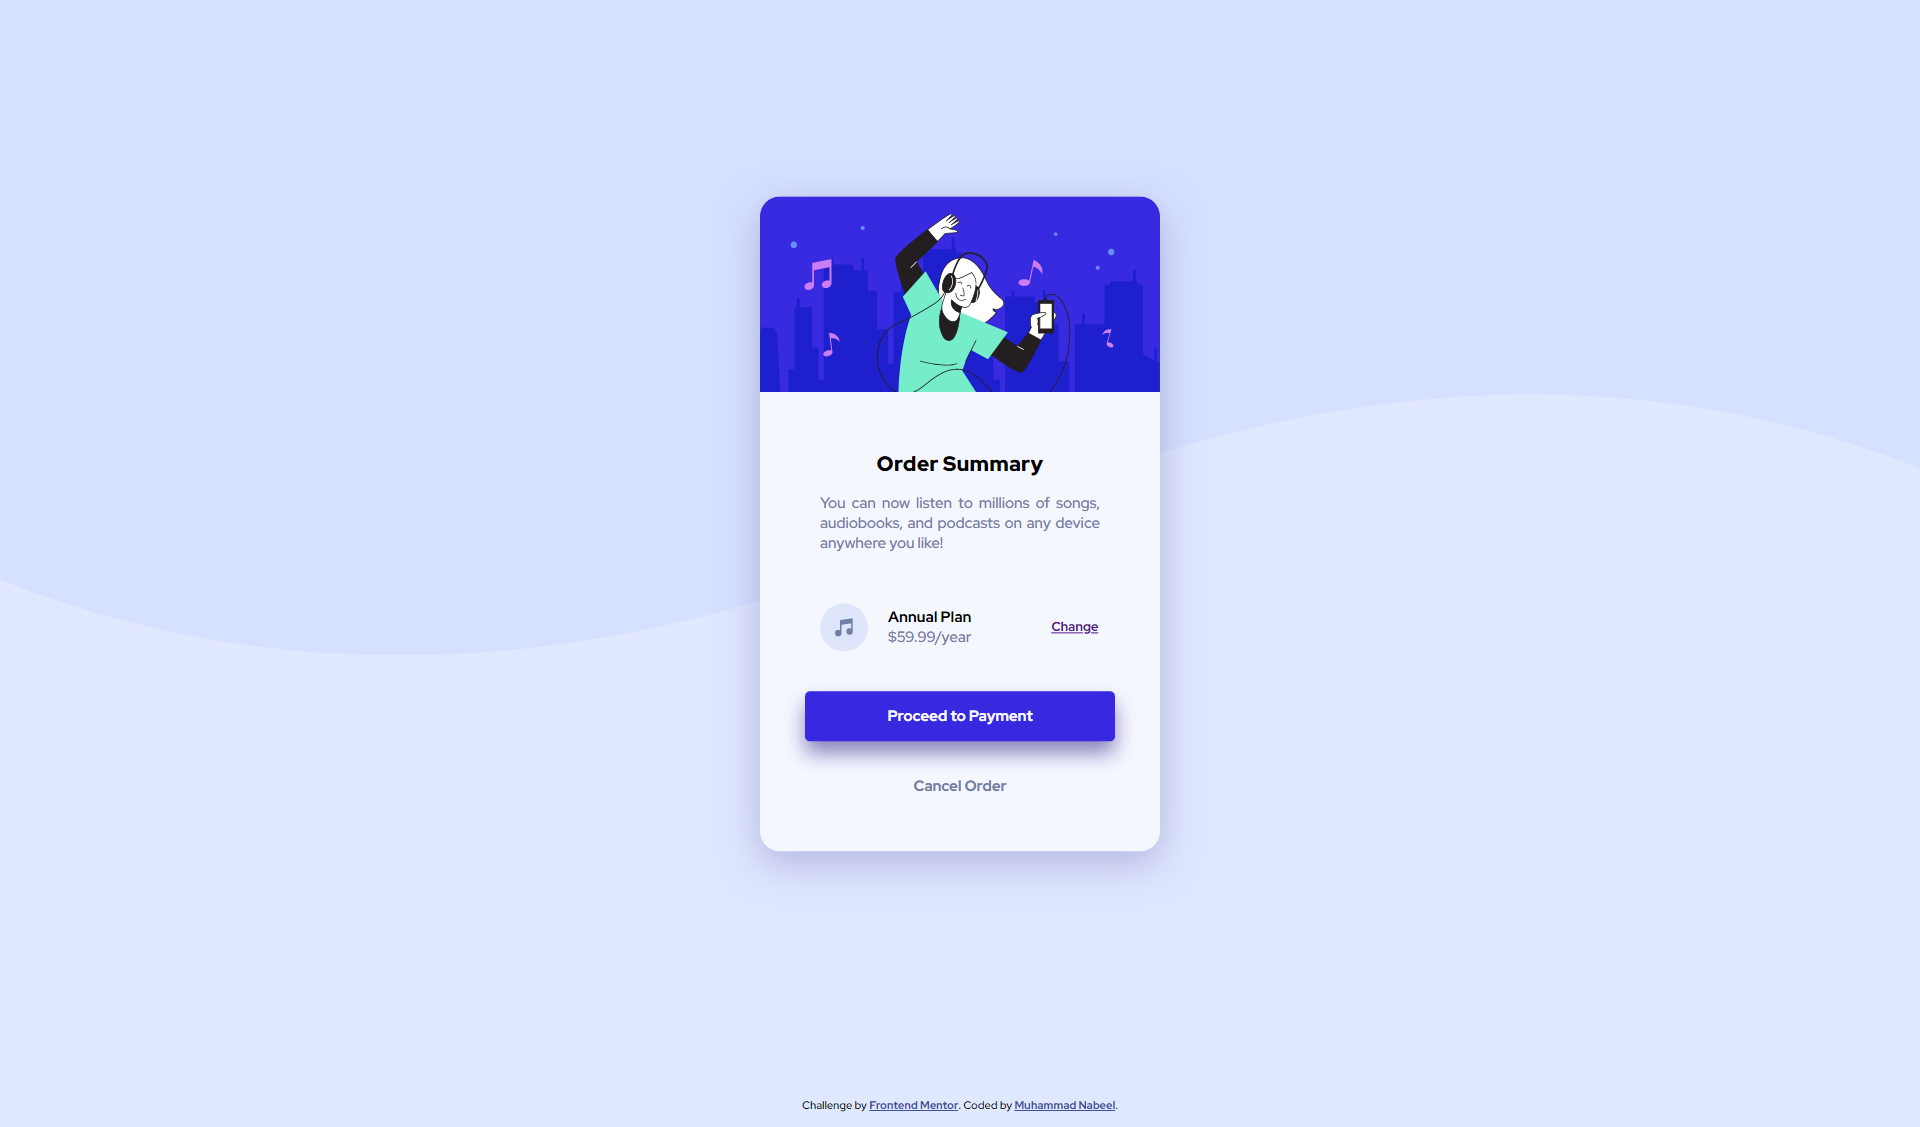 Order Summary
You can now listen to millions of songs,
audiobooks, and podcasts on any device
anywhere you like!
Annual Plan
$59.99/year
Change
Proceed to Payment
Cancel Order
Challenge by Frontend Mentor. Coded by Muhammad Nabeel.